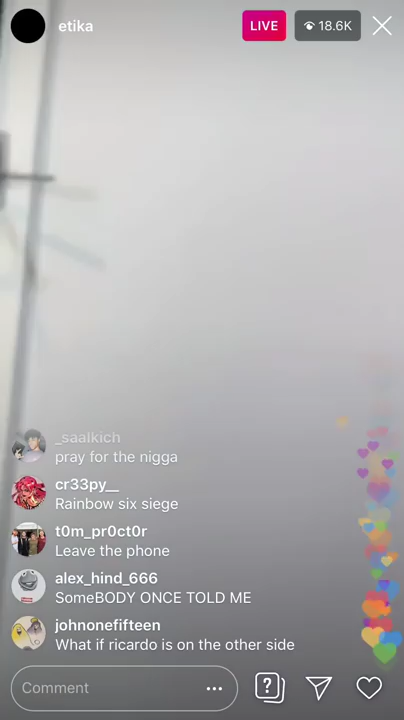 etika
LIVE
18.6K
_saalkich
pray for the nigga
cr33py__
Rainbow six siege
t0m_pr0ct0r
Leave the phone
alex_hind_666
SomeBODY ONCE TOLD ME
johnonefifteen
What if ricardo is on the other side
Comment